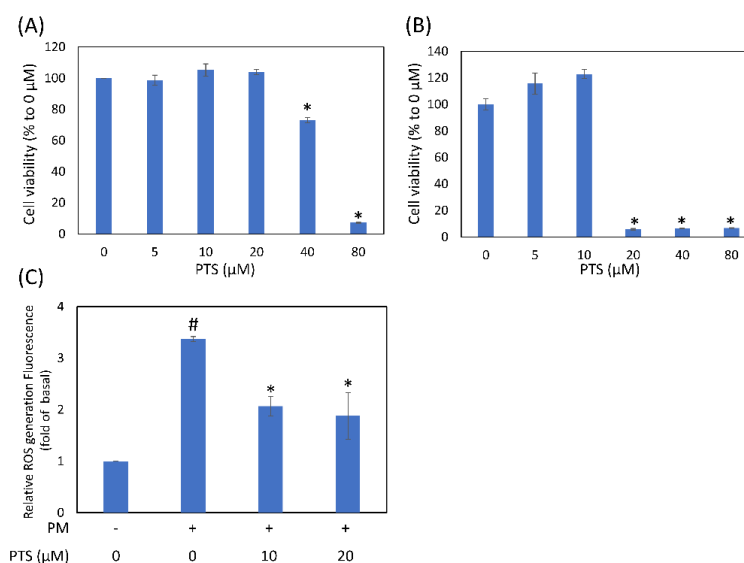 (A)
Cell viability (% to 0 μM)
120
100
80
60
40
20
0
*
*
0 5 10 20 40 80
PTS (μM)
(B)
Cell viability (% to 0 μM)
140
120
100
80
60
40
20
0
* * *
0 5 10 20 40 80
PTS (μM)
(C)
Relative ROS generation Fluorescence
(fold of basal)
4
3
2
1
0
#
*
*
PM - + + +
PTS (μM) 0 0 10 20